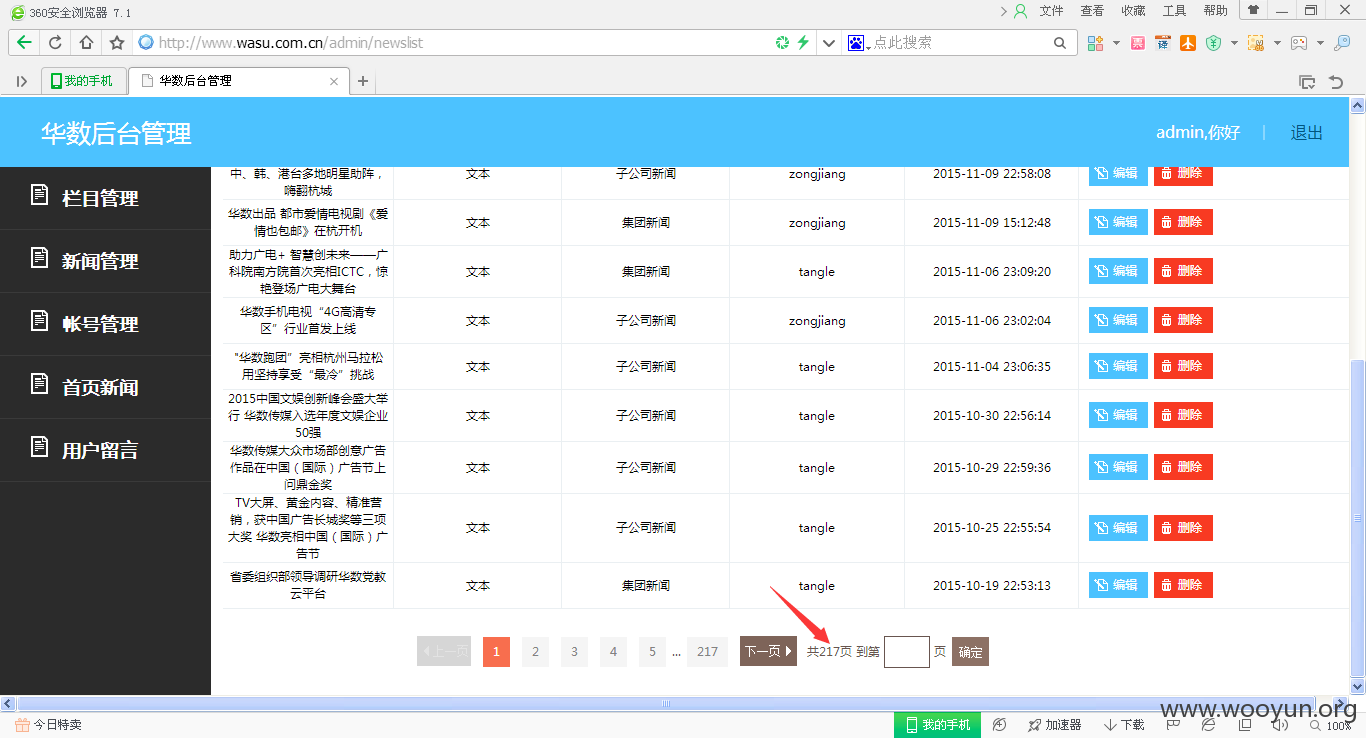 360安全浏览器 7.1
文件 查看 收藏 工具 帮助
http://www.wasu.com.cn/admin/newslist
点此搜索
我的手机
华数后台管理
华数后台管理
admin,你好 | 退出
栏目管理
新闻管理
帐号管理
首页新闻
用户留言
中、韩、港台多地明星助阵，
嗨翻杭城
文本 子公司新闻 zongjiang 2015-11-09 22:58:08 编辑 删除
华数出品 都市爱情电视剧《爱
情也包邮》在杭开机
文本 集团新闻 zongjiang 2015-11-09 15:12:48 编辑 删除
助力广电+ 智慧创未来——广
科院南方院首次亮相ICTC，惊
艳登场广电大舞台
文本 集团新闻 tangle 2015-11-06 23:09:20 编辑 删除
华数手机电视“4G高清专
区”行业首发上线
文本 子公司新闻 zongjiang 2015-11-06 23:02:04 编辑 删除
"华数跑团”亮相杭州马拉松
用坚持享受“最冷”挑战
文本 子公司新闻 tangle 2015-11-04 23:06:35 编辑 删除
2015中国文娱创新峰会盛大举
行 华数传媒入选年度文娱企业
50强
文本 子公司新闻 tangle 2015-10-30 22:56:14 编辑 删除
华数传媒大众市场部创意广告
作品在中国（国际）广告节上
问鼎金奖
文本 子公司新闻 tangle 2015-10-29 22:59:36 编辑 删除
TV大屏、黄金内容、精准营
销，获中国广告长城奖等三项
大奖 华数亮相中国（国际）广
告节
文本 子公司新闻 tangle 2015-10-25 22:55:54 编辑 删除
省委组织部领导调研华数党教
云平台
文本 集团新闻 tangle 2015-10-19 22:53:13 编辑 删除
上一页 1 2 3 4 5 ... 217 下一页 共217页 到第 页 确定
今日特卖
我的手机 加速器 下载 100%
www.wooyun.org